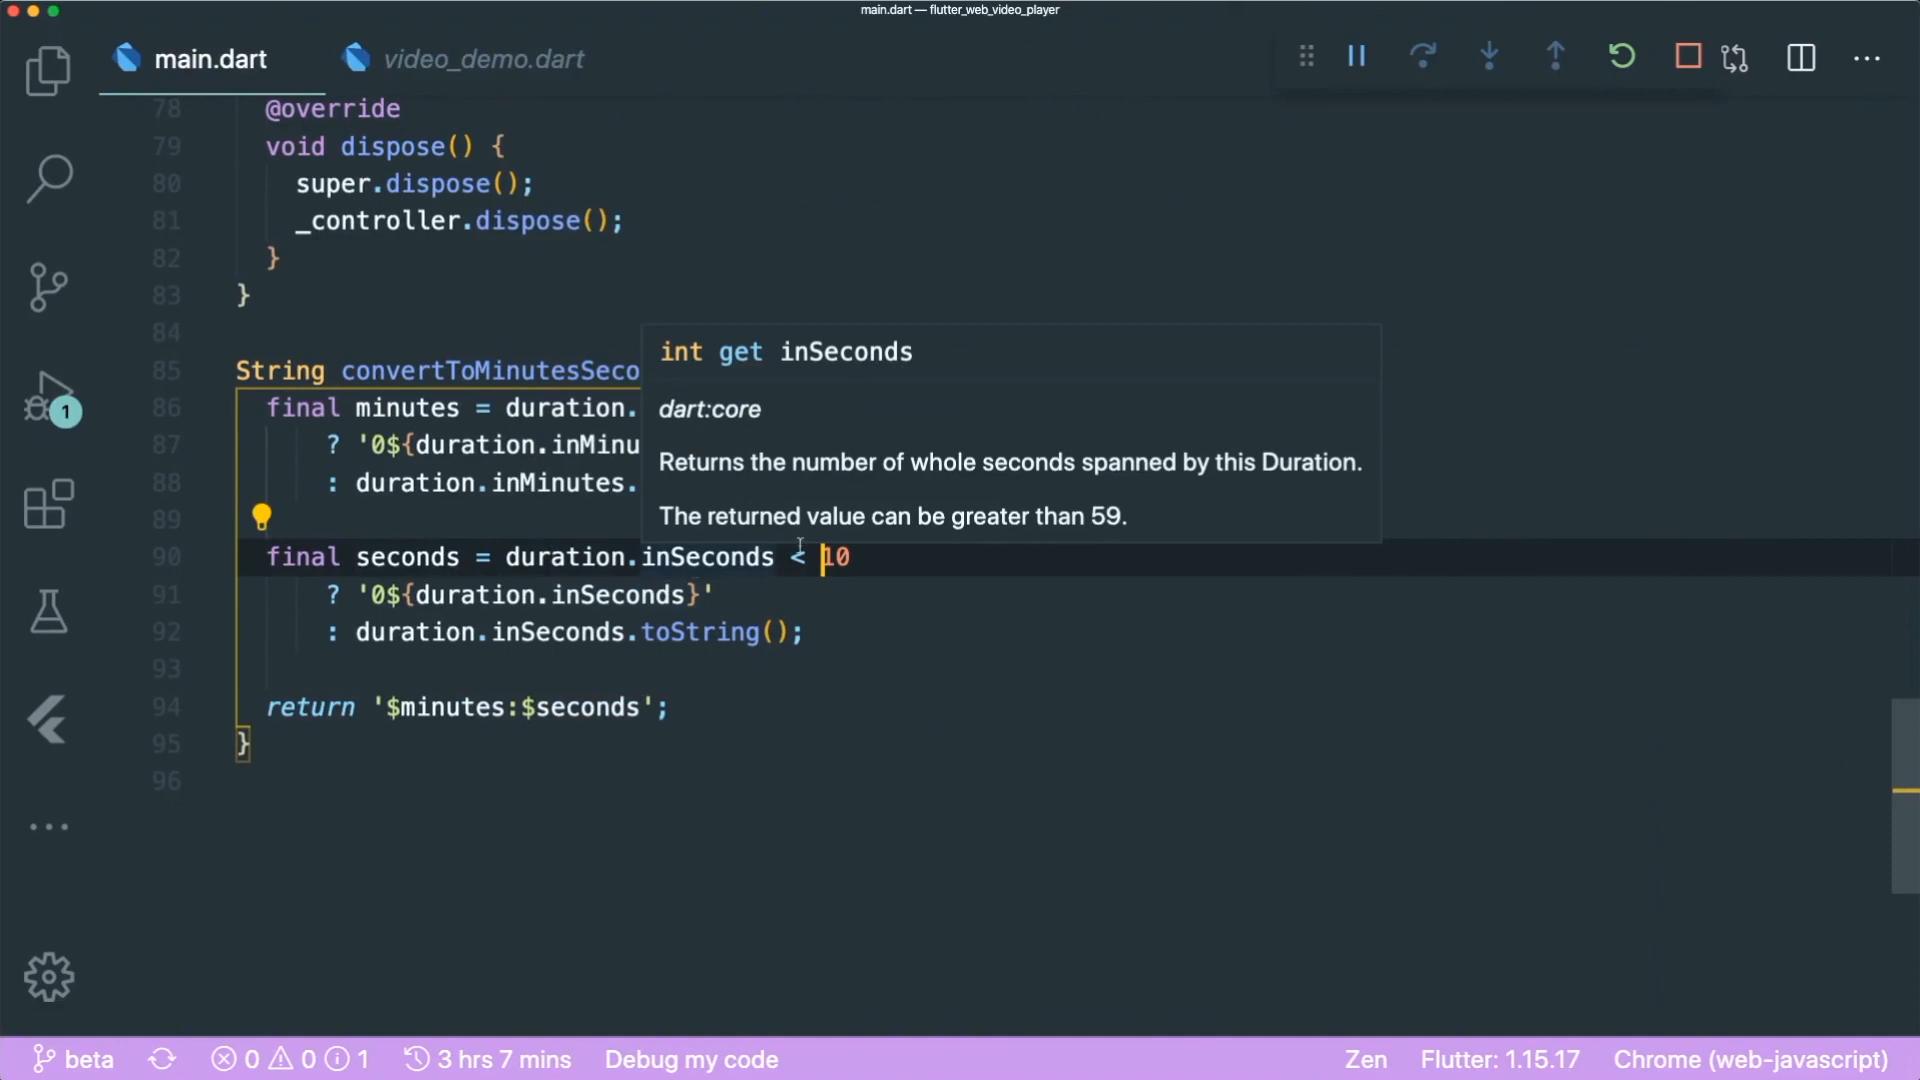 main.dart — flutter_web_video_player
main.dart
video_demo.dart
78 @override
79 void dispose() {
80 super.dispose();
81 _controller.dispose();
82 }
83 }
84
85 String convertToMinutesSeco
86 final minutes = duration.
87 ? '0${duration.inMinu
88 : duration.inMinutes.
89
90 final seconds = duration.inSeconds < 10
91 ? '0${duration.inSeconds}'
92 : duration.inSeconds.toString();
93
94 return '$minutes:$seconds';
95 }
96
int get inSeconds
dart:core
Returns the number of whole seconds spanned by this Duration.
The returned value can be greater than 59.
1
beta 0 0 1 3 hrs 7 mins Debug my code Zen Flutter: 1.15.17 Chrome (web-javascript)